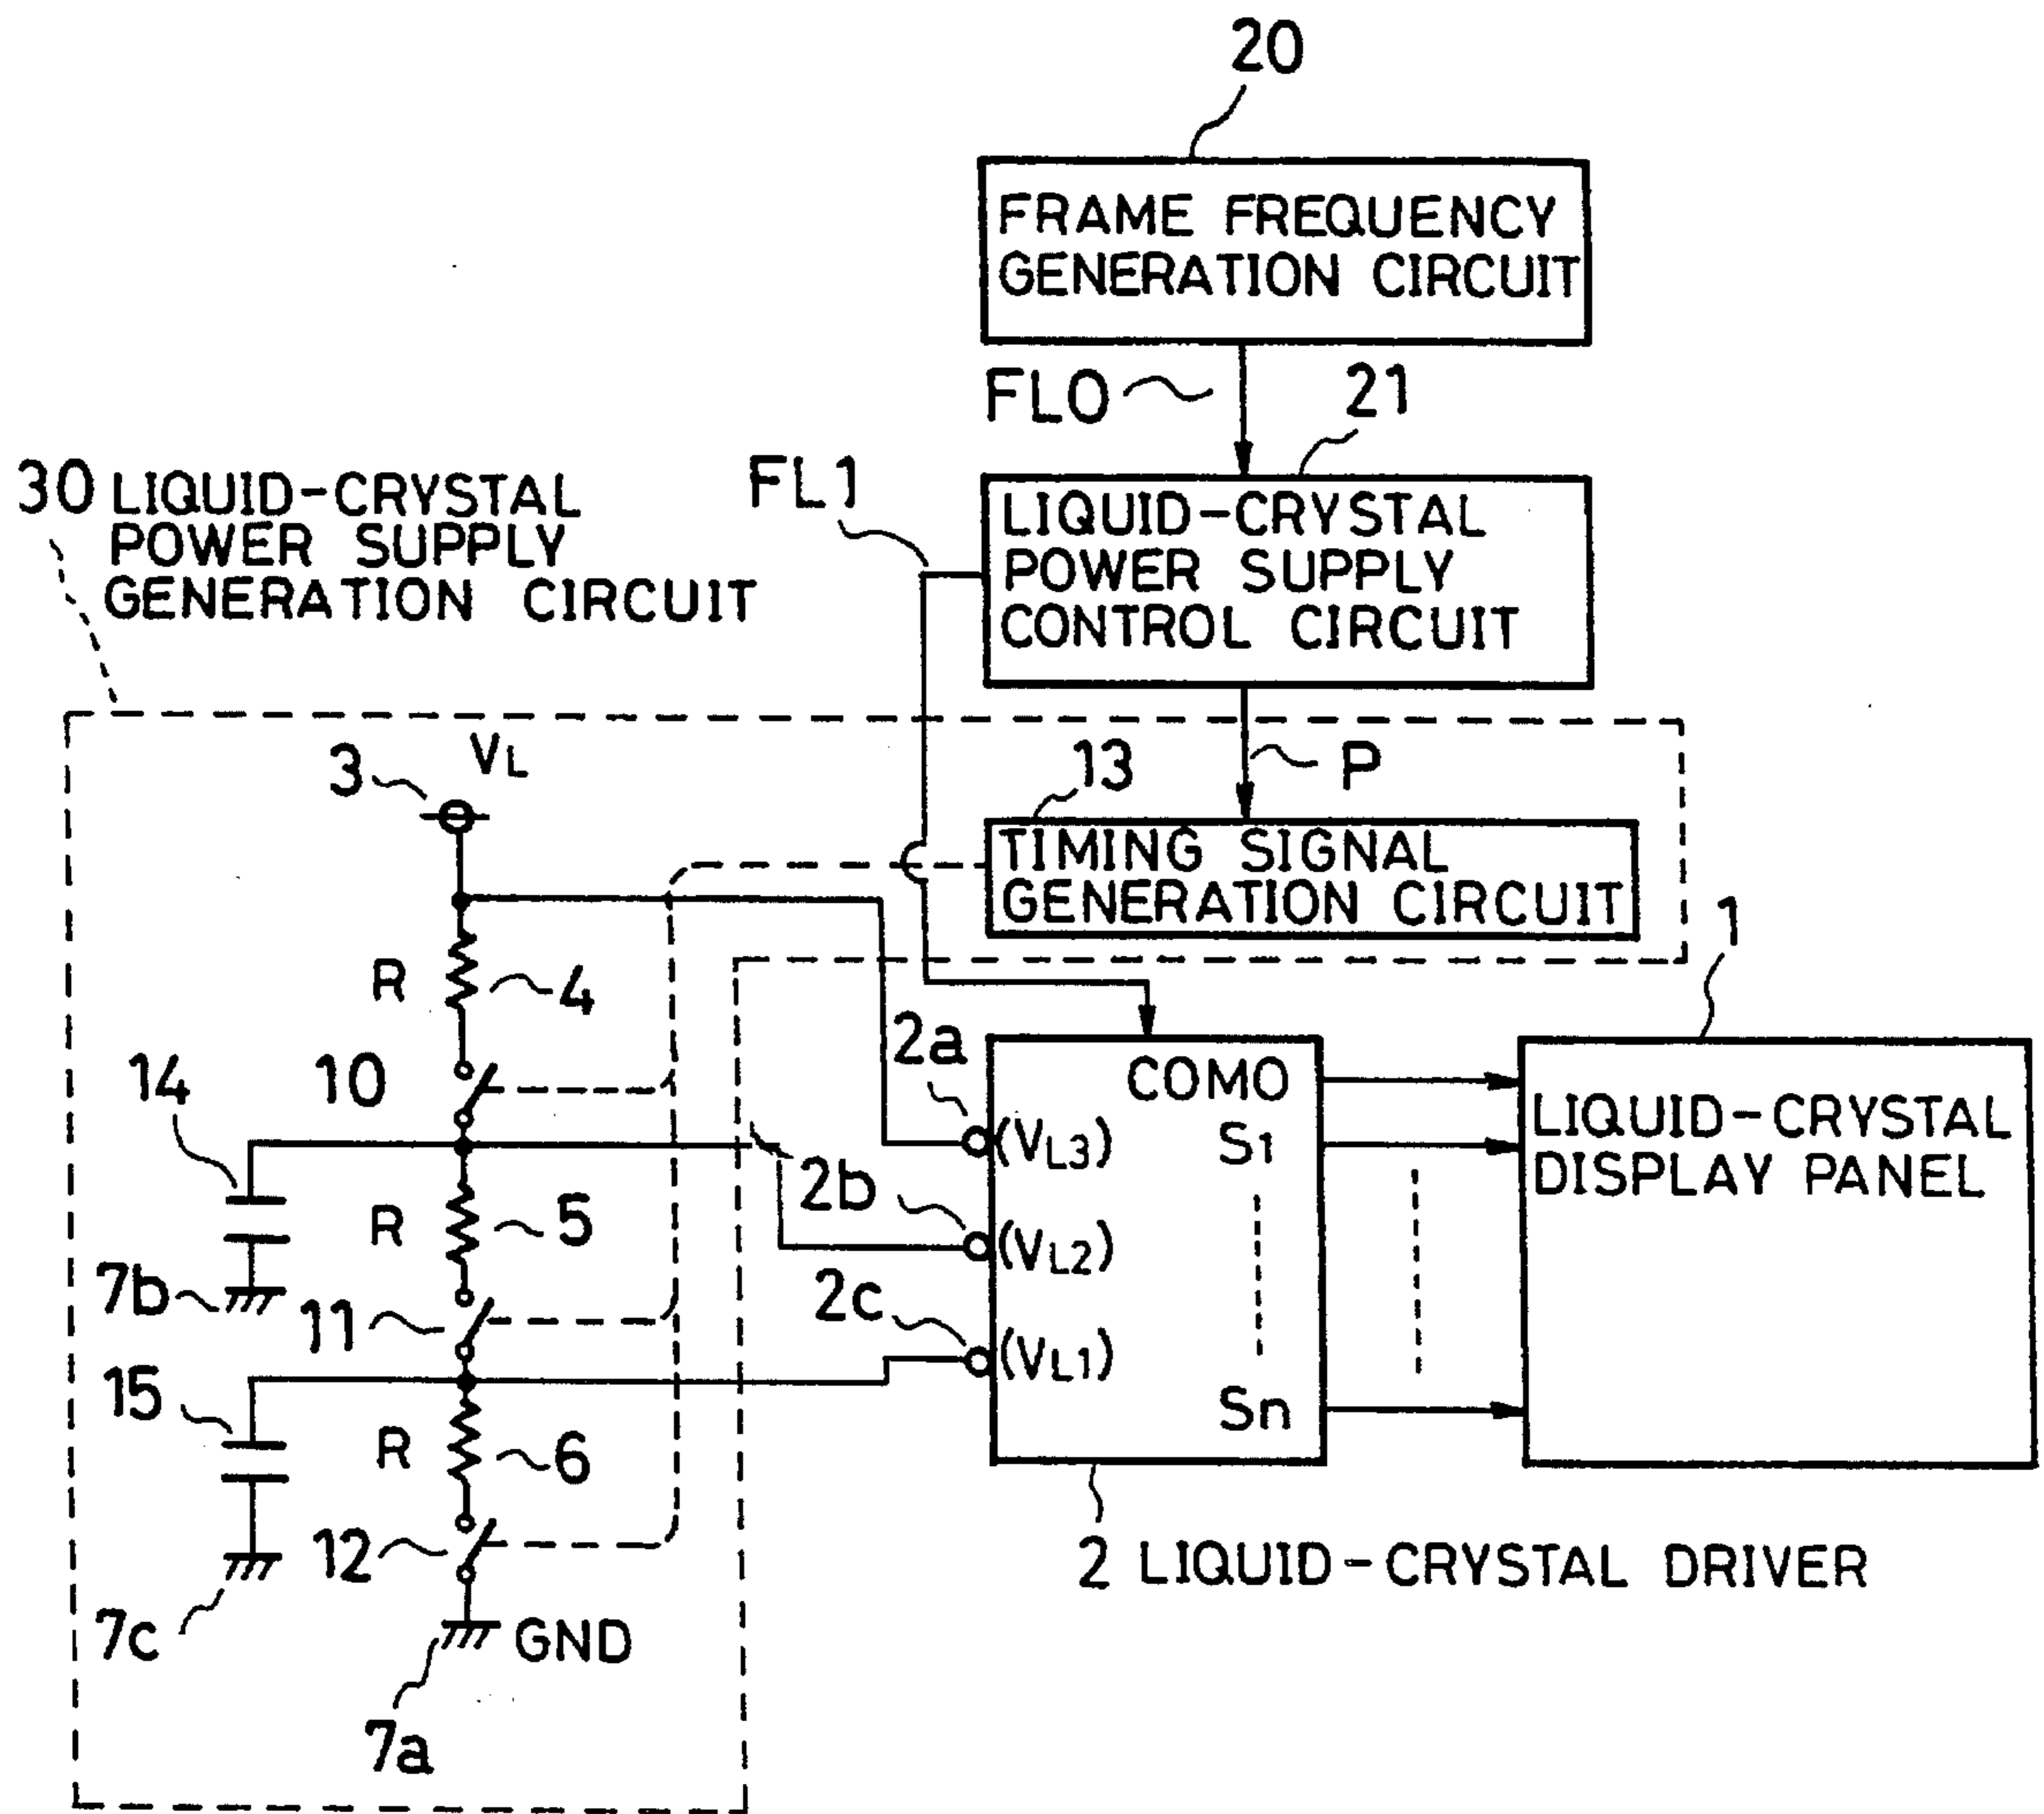 20
FRAME FREQUENCY
GENERATION CIRCUIT
FL0
21
30 LIQUID-CRYSTAL
POWER SUPPLY
GENERATION CIRCUIT
FL1
LIQUID-CRYSTAL
POWER SUPPLY
CONTROL CIRCUIT
3
VL
13
P
TIMING SIGNAL
GENERATION CIRCUIT
1
R
4
2a
14
10
COM0
(VL3)
S1
LIQUID-CRYSTAL
DISPLAY PANEL
2b
R
5
(VL2)
7b
11
2c
(VL1)
15
R
6
Sn
12
2 LIQUID-CRYSTAL DRIVER
7c
GND
7a